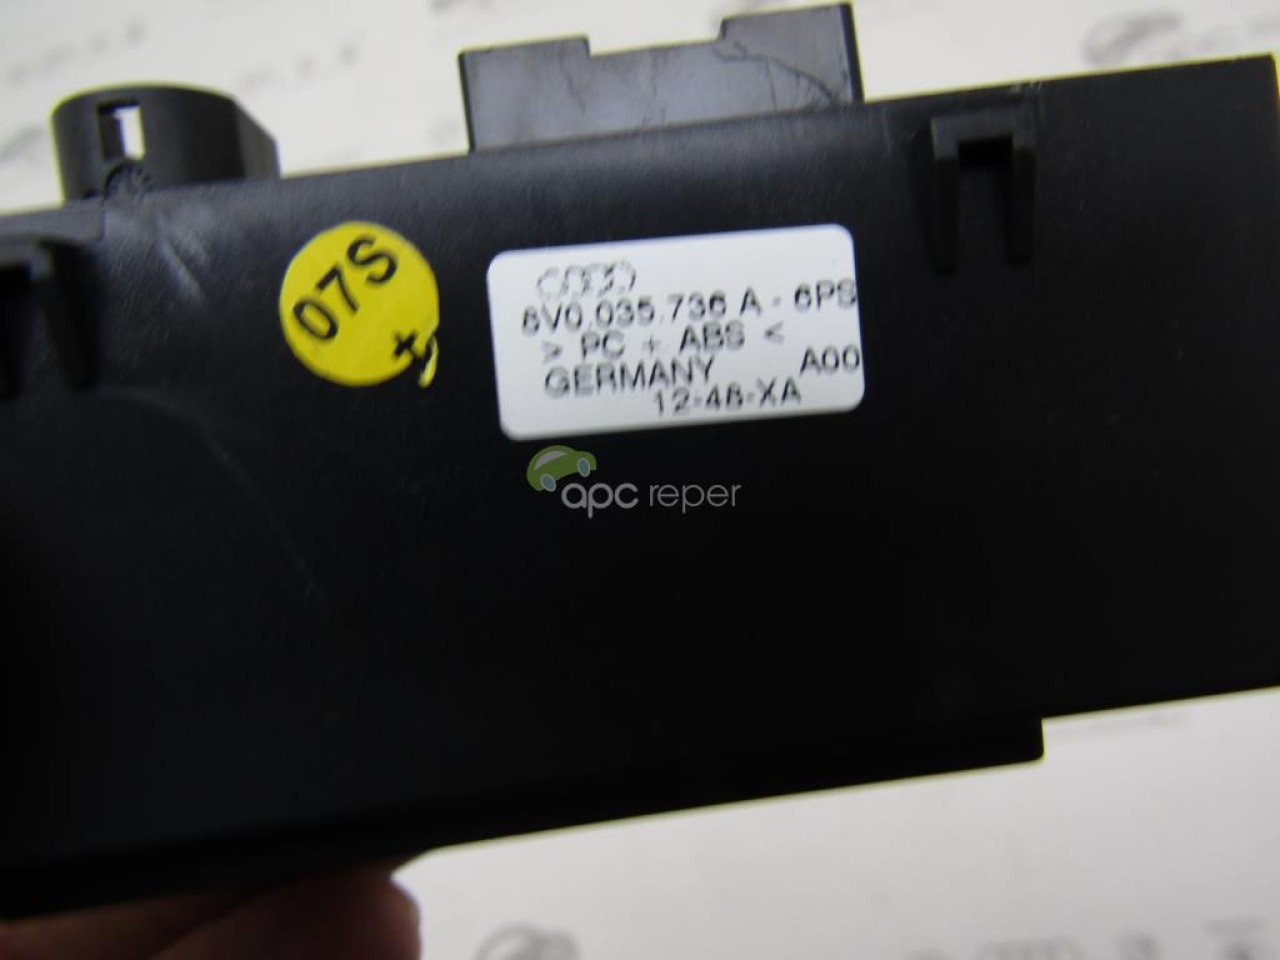 07S
+
8V0.035.736 A - 6PS
> PC + ABS <
GERMANY A00
12-48-XA
apc reper